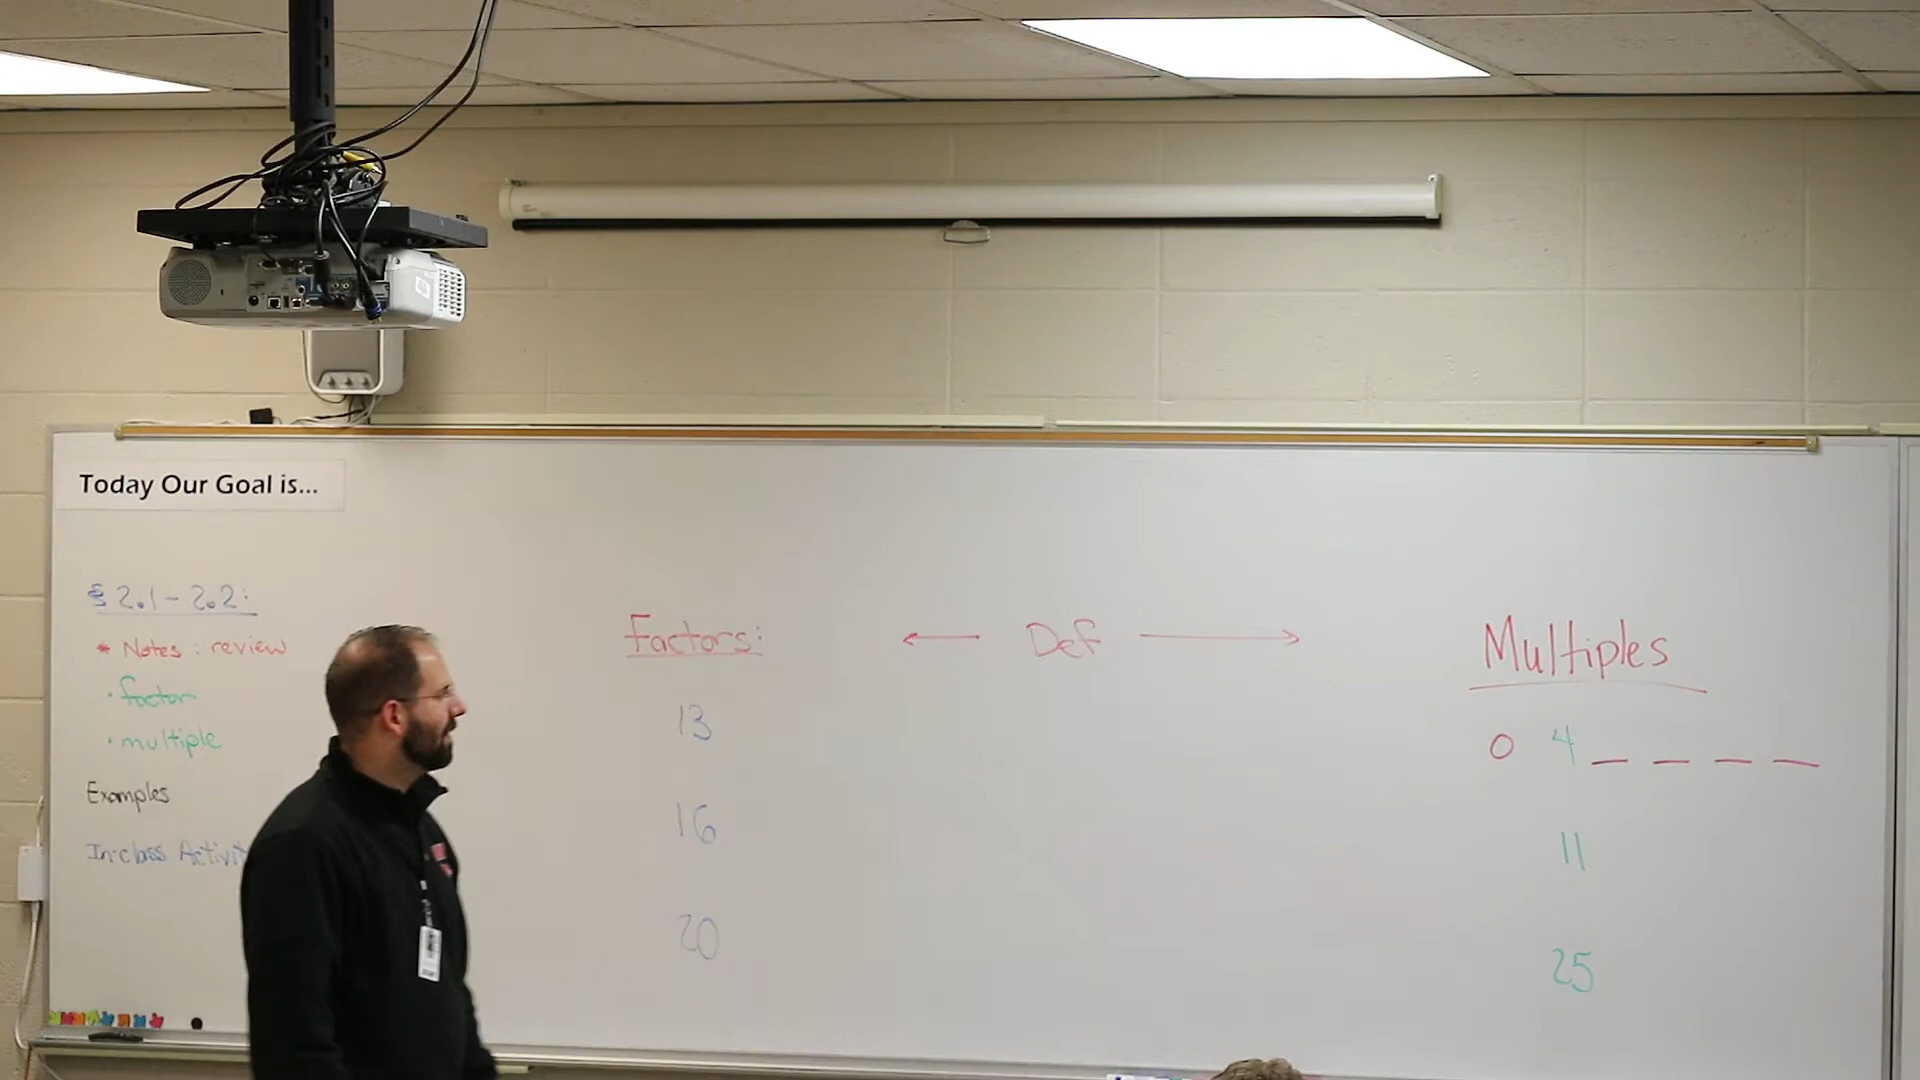 Today Our Goal is...
§ 2.1 - 2.2:
* Notes : review
• factor
• multiple
Examples
In-class Activit
Factors:
13
16
20
← Def →
Multiples
0 4 _ _ _ _
11
25